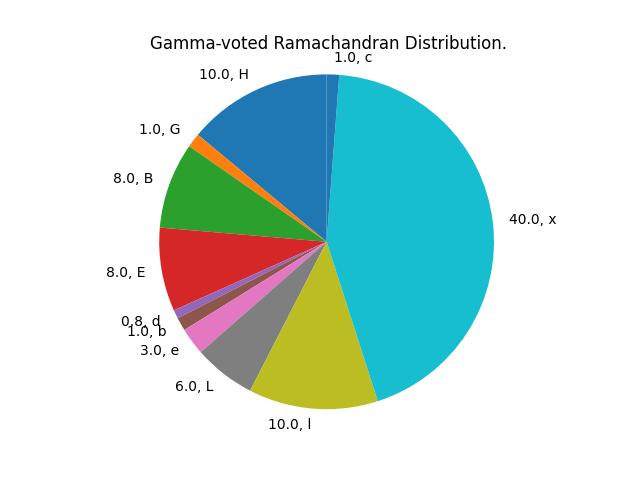 Gamma-voted Ramachandran Distribution.
1.0, c
10.0, H
1.0, G
8.0, B
40.0, x
8.0, E
0.8, d
1.0, b
3.0, e
6.0, L
10.0, l